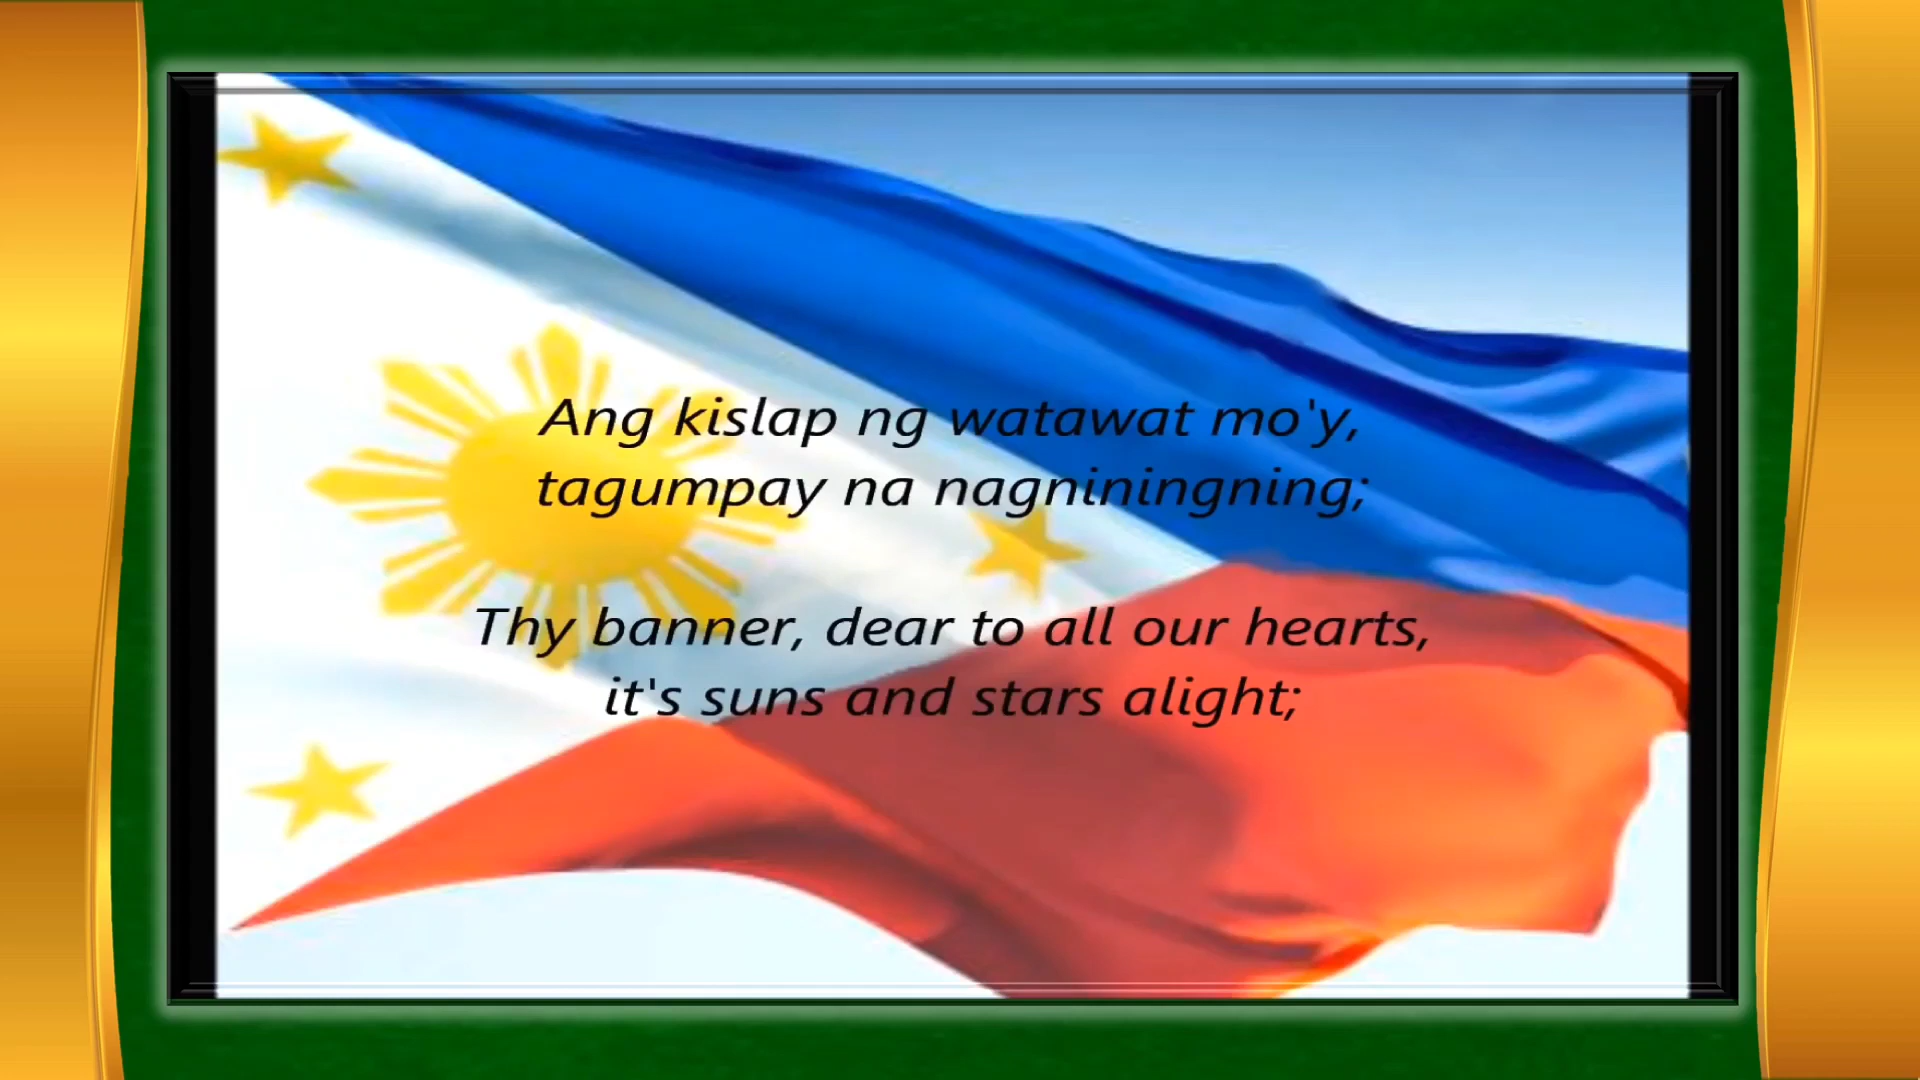 Ang kislap ng watawat mo'y,
tagumpay na nagniningning;
Thy banner, dear to all our hearts,
it's suns and stars alight;